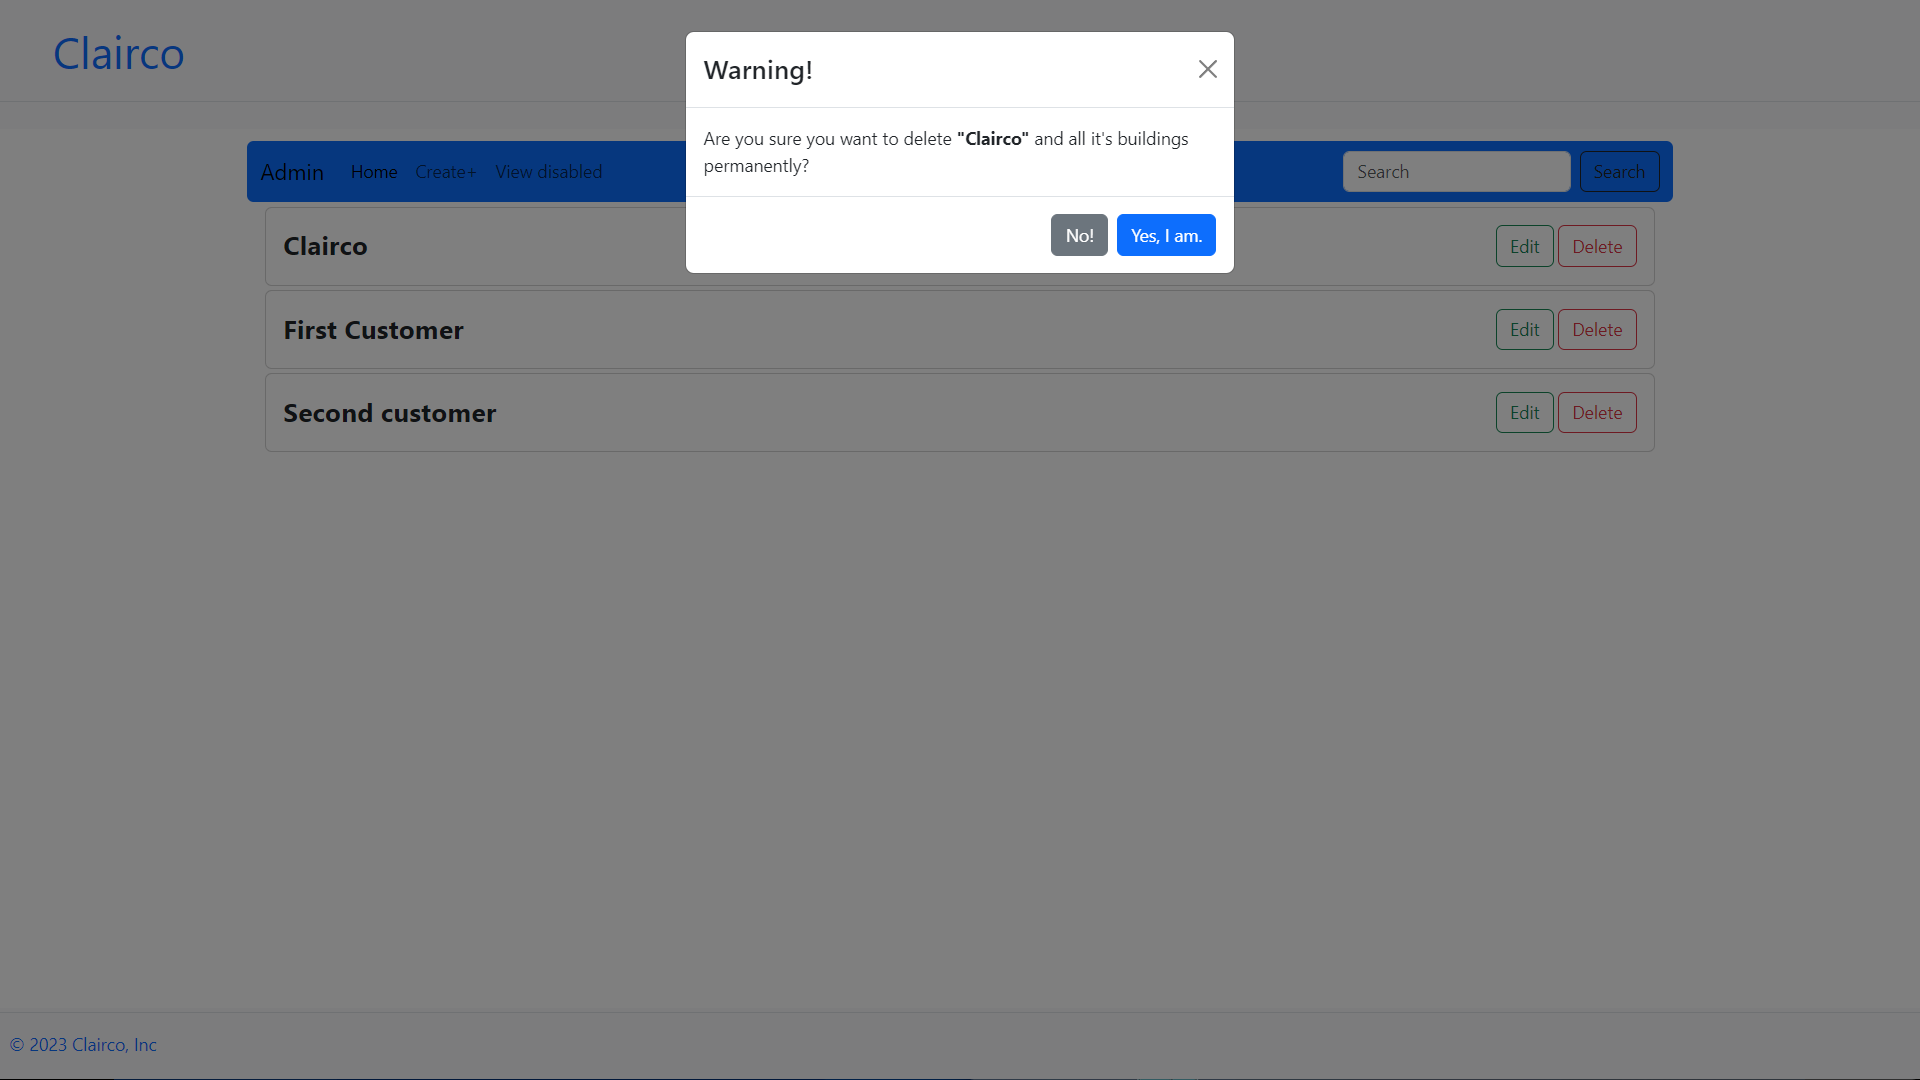 Clairco
Warning!
Are you sure you want to delete "Clairco" and all it's buildings
permanently?
No! Yes, I am.
Admin Home Create+ View disabled Search Search
Clairco Edit Delete
First Customer Edit Delete
Second customer Edit Delete
© 2023 Clairco, Inc